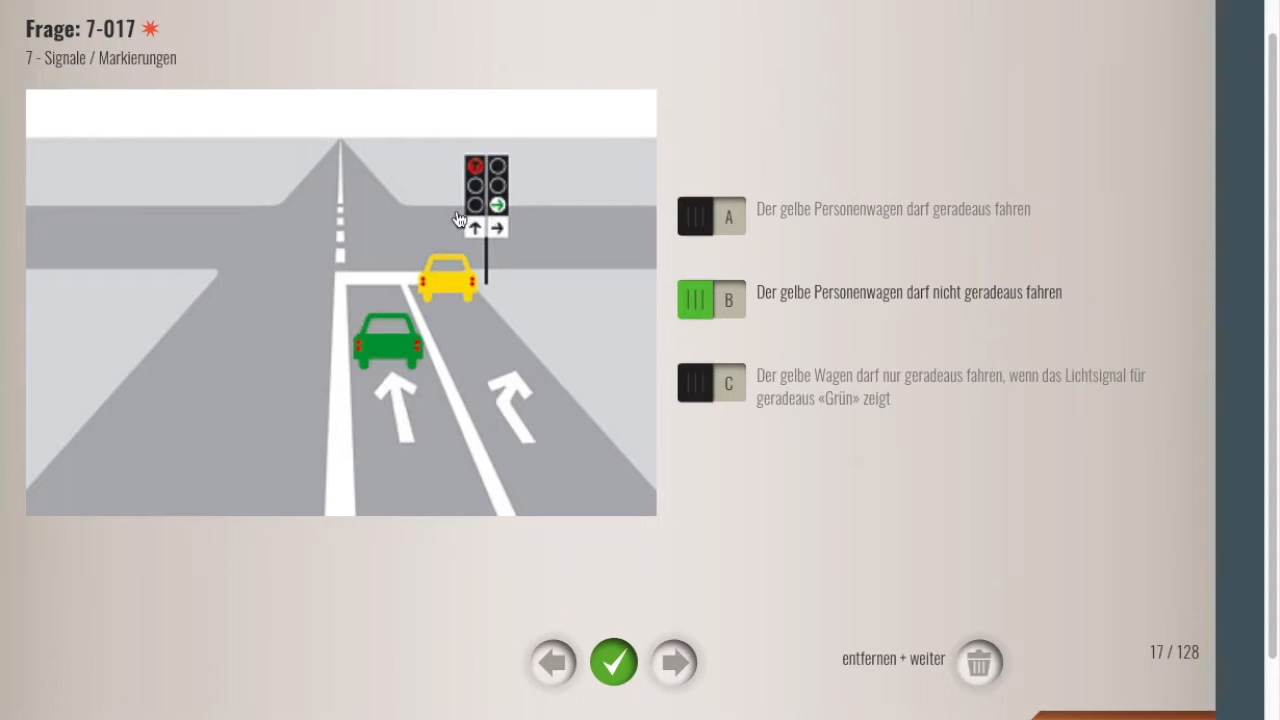 Frage: 7-017
7 - Signale / Markierungen
A
Der gelbe Personenwagen darf geradeaus fahren
B
Der gelbe Personenwagen darf nicht geradeaus fahren
C
Der gelbe Wagen darf nur geradeaus fahren, wenn das Lichtsignal für
geradeaus «Grün» zeigt
entfernen + weiter
17 / 128